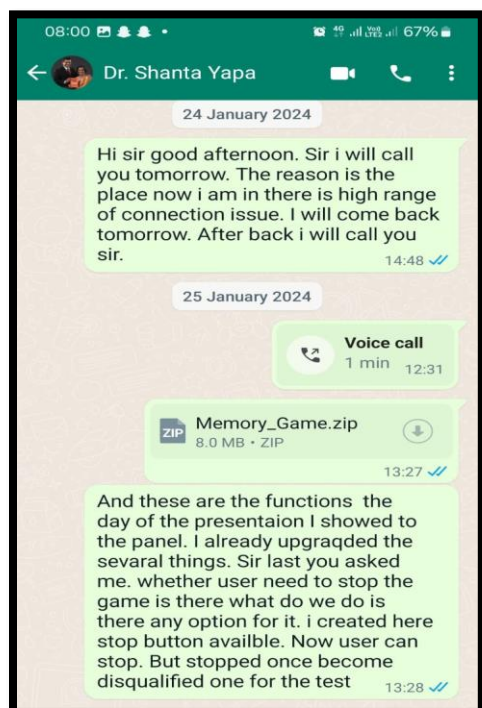 08:00 4G VoLTE2 67%
Dr. Shanta Yapa
24 January 2024
Hi sir good afternoon. Sir i will call
you tomorrow. The reason is the
place now i am in there is high range
of connection issue. I will come back
tomorrow. After back i will call you
sir.
14:48
25 January 2024
Voice call
1 min 12:31
ZIP Memory_Game.zip
8.0 MB • ZIP
13:27
And these are the functions the
day of the presentaion I showed to
the panel. I already upgraqded the
sevaral things. Sir last you asked
me. whether user need to stop the
game is there what do we do is
there any option for it. i created here
stop button availble. Now user can
stop. But stopped once become
disqualified one for the test
13:28